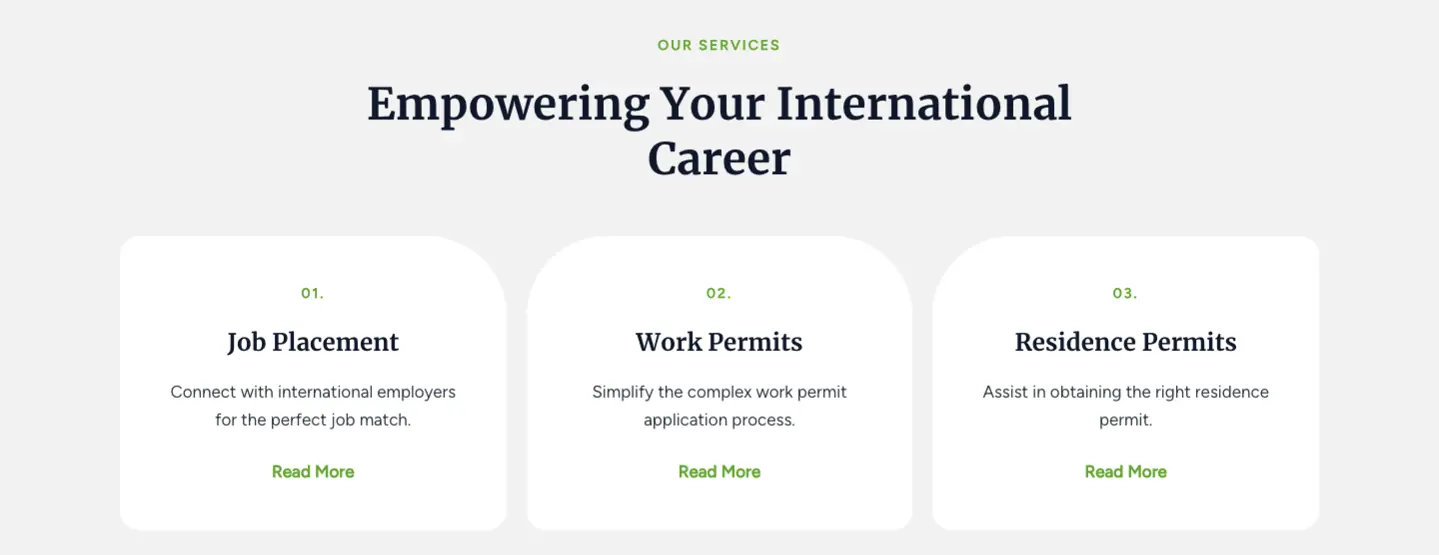 OUR SERVICES
Empowering Your International
Career
01.
Job Placement
Connect with international employers
for the perfect job match.
Read More
02.
Work Permits
Simplify the complex work permit
application process.
Read More
03.
Residence Permits
Assist in obtaining the right residence
permit.
Read More